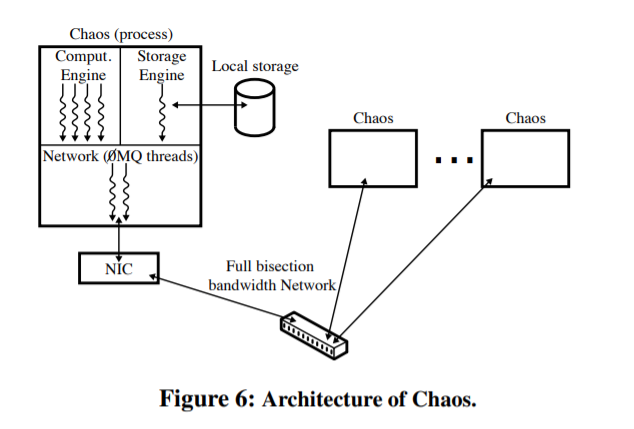 Chaos (process)
Comput.
Engine
Storage
Engine
Local storage
Network (ØMQ threads)
Chaos
...
Chaos
NIC
Full bisection
bandwidth Network
Figure 6: Architecture of Chaos.